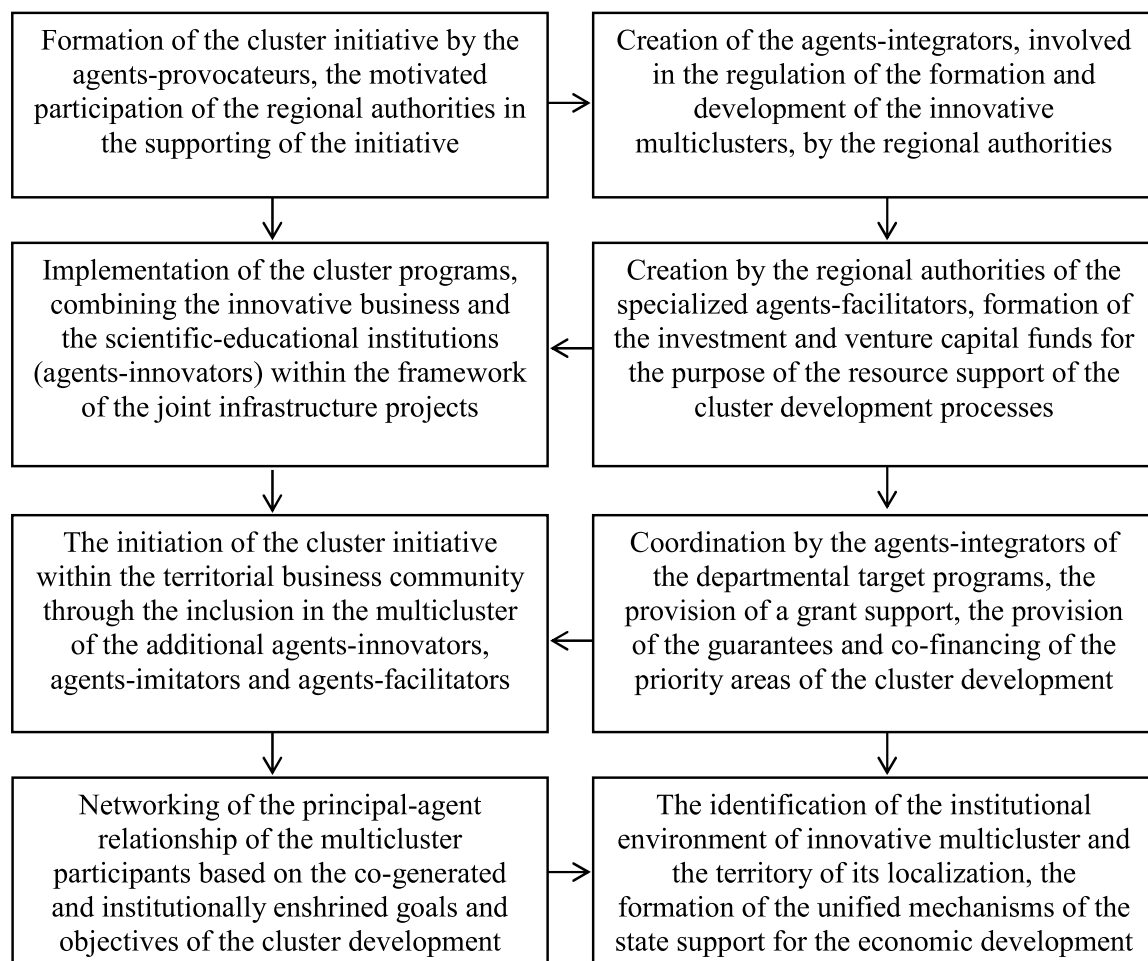 Formation of the cluster initiative by the
agents-provocateurs, the motivated
participation of the regional authorities in
the supporting of the initiative
Creation of the agents-integrators, involved
in the regulation of the formation and
development of the innovative
multiclusters, by the regional authorities
Implementation of the cluster programs,
combining the innovative business and
the scientific-educational institutions
(agents-innovators) within the framework
of the joint infrastructure projects
Creation by the regional authorities of the
specialized agents-facilitators, formation of
the investment and venture capital funds for
the purpose of the resource support of the
cluster development processes
The initiation of the cluster initiative
within the territorial business community
through the inclusion in the multicluster
of the additional agents-innovators,
agents-imitators and agents-facilitators
Coordination by the agents-integrators of
the departmental target programs, the
provision of a grant support, the provision
of the guarantees and co-financing of the
priority areas of the cluster development
Networking of the principal-agent
relationship of the multicluster
participants based on the co-generated
and institutionally enshrined goals and
objectives of the cluster development
The identification of the institutional
environment of innovative multicluster and
the territory of its localization, the
formation of the unified mechanisms of the
state support for the economic development